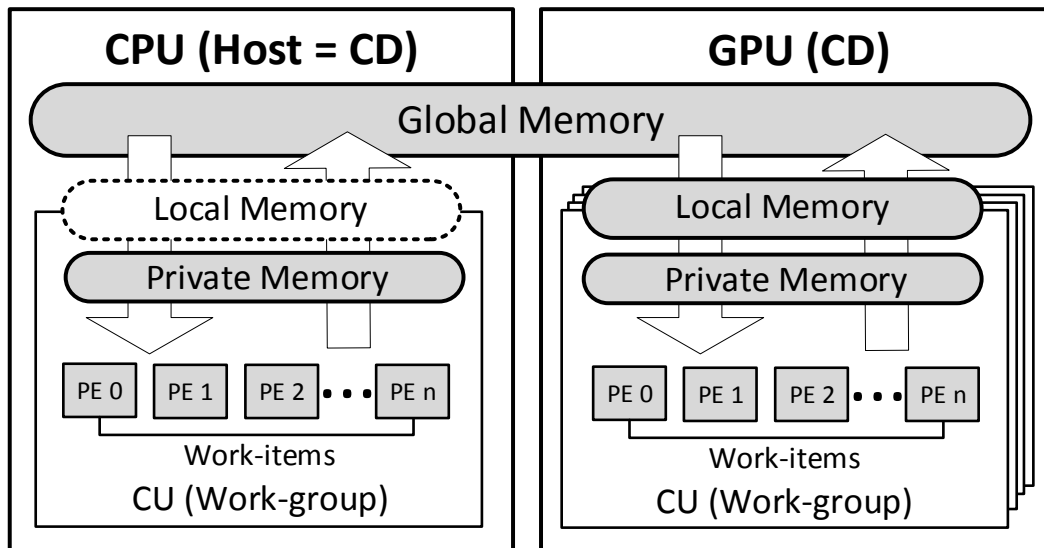 CPU (Host = CD)
GPU (CD)
Global Memory
Local Memory
Private Memory
PE 0 PE 1 PE 2 ••• PE n
Work-items
CU (Work-group)
Local Memory
Private Memory
PE 0 PE 1 PE 2 ••• PE n
Work-items
CU (Work-group)